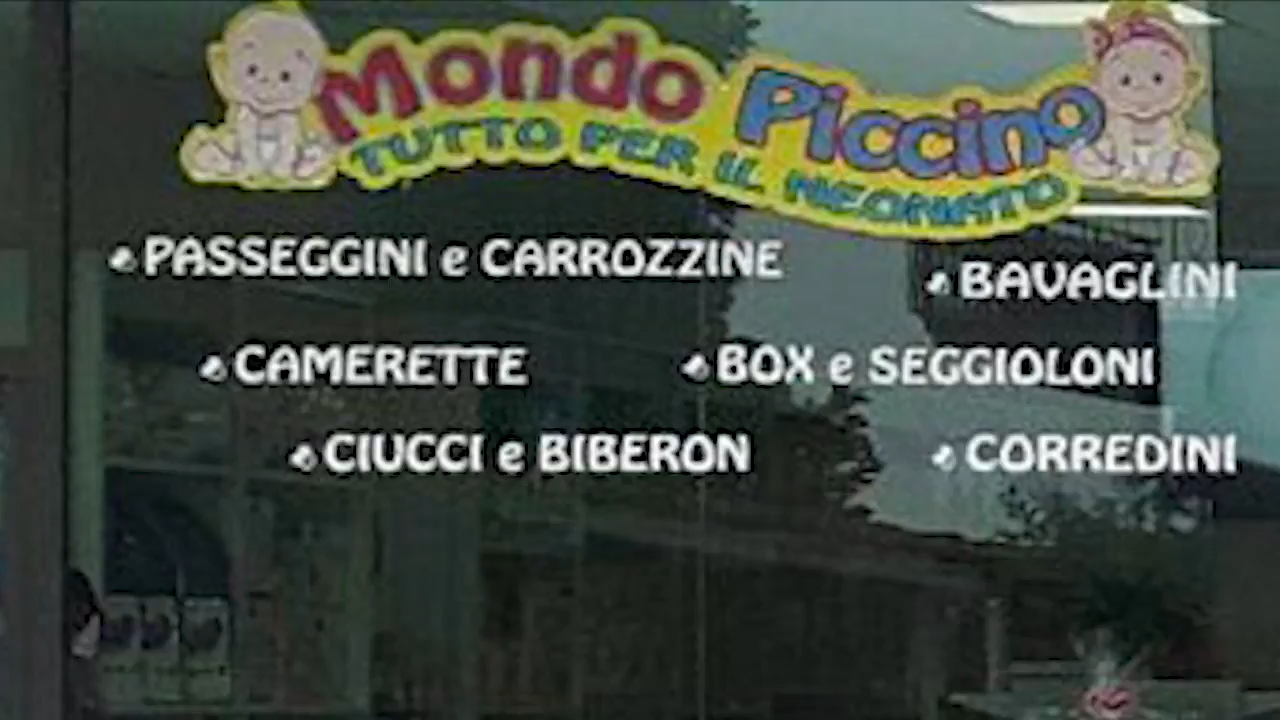 Mondo Piccino
TUTTO PER IL NEONATO
PASSEGGINI e CARROZZINE
BAVAGLINI
CAMERETTE
BOX e SEGGIOLONI
CIUCCI e BIBERON
CORREDINI